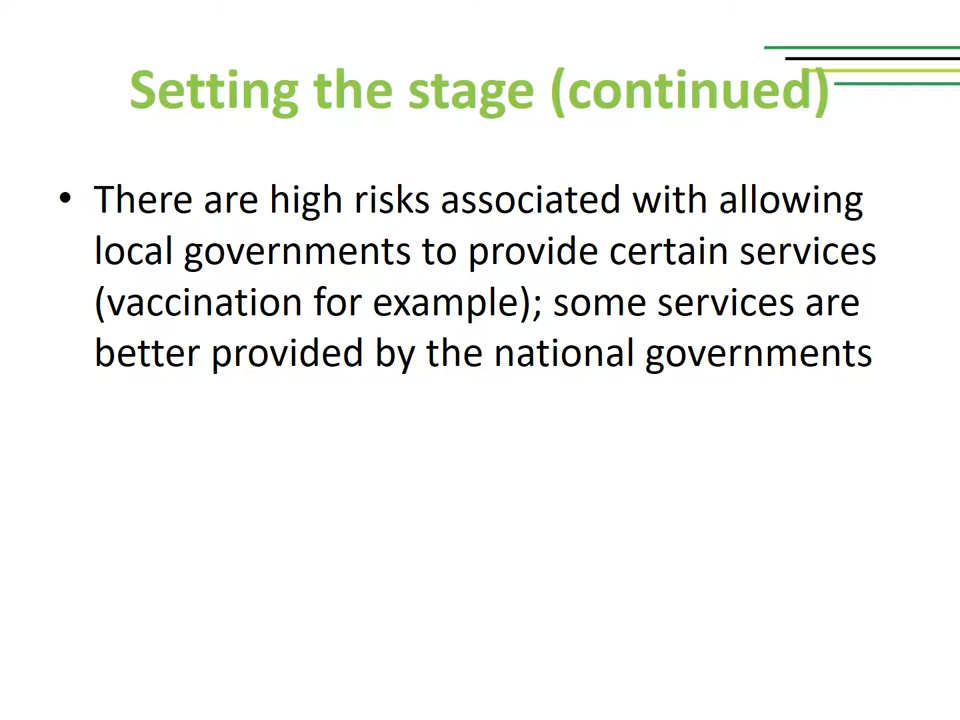 Setting the stage (continued)
• There are high risks associated with allowing
local governments to provide certain services
(vaccination for example); some services are
better provided by the national governments